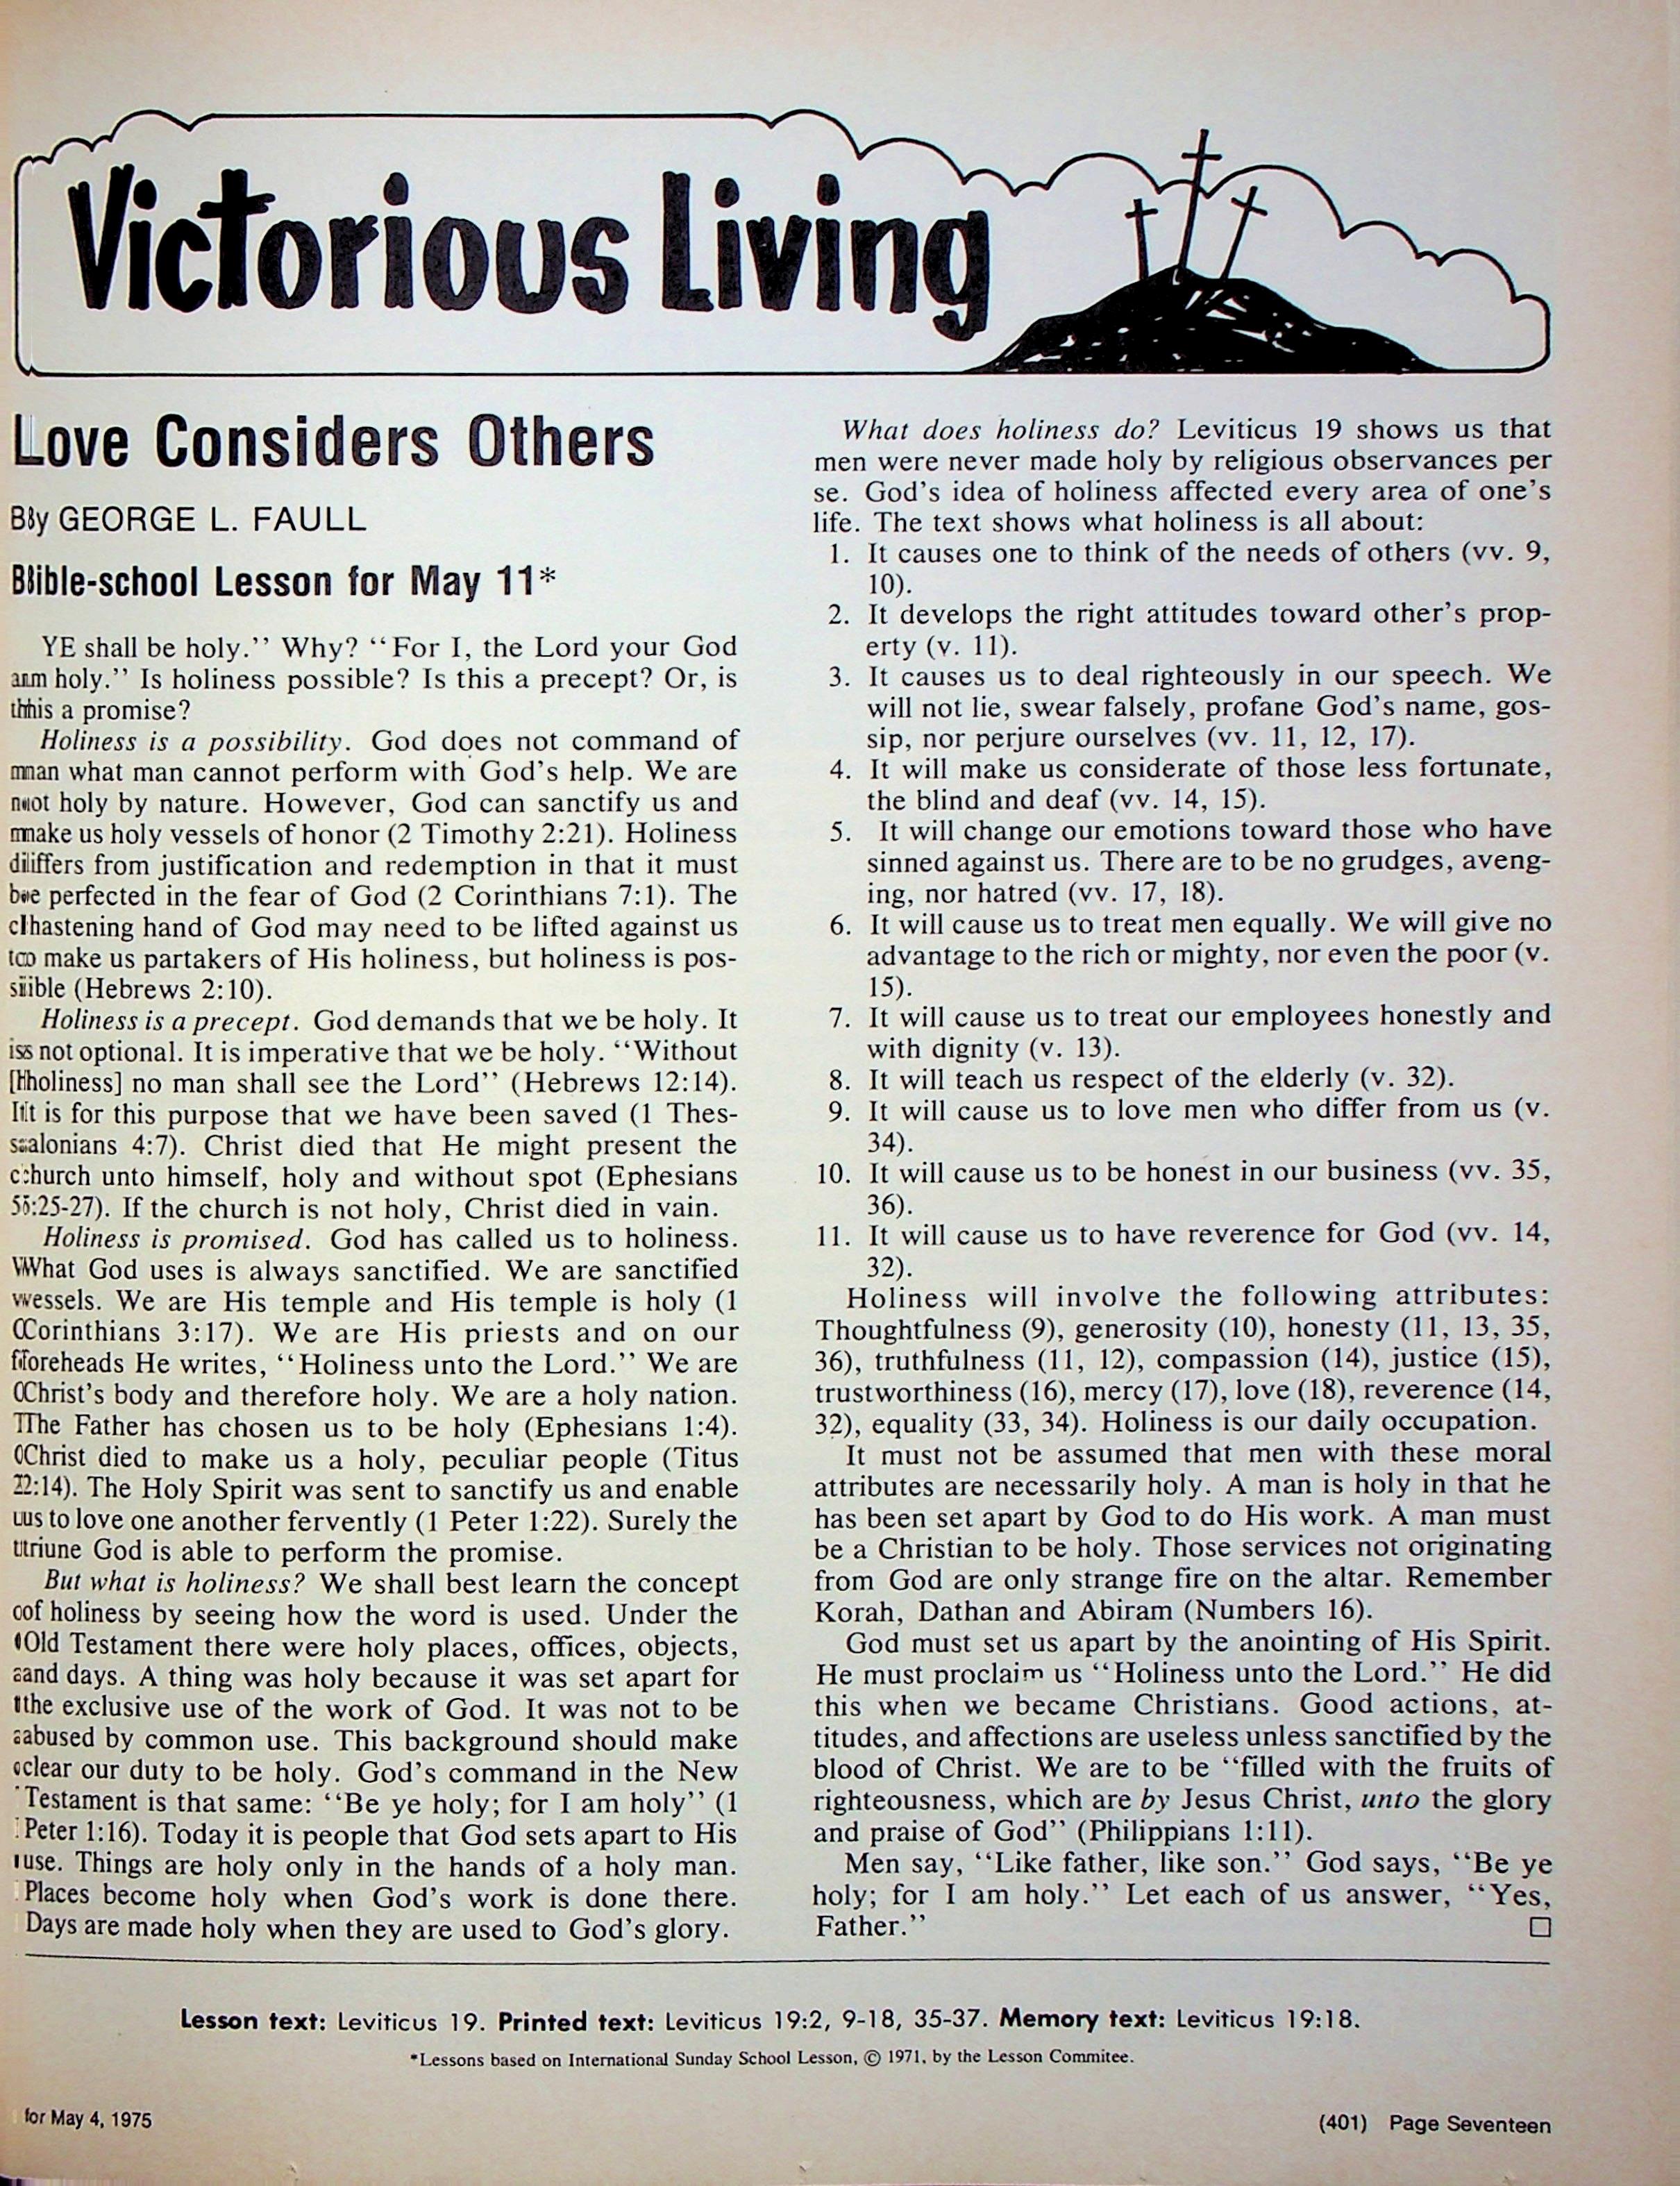 Victorious Living
Love Considers Others
By GEORGE L. FAULL
Bible-school Lesson for May 11*
YE shall be holy.’’ Why? ‘‘For I, the Lord your God
am holy.’’ Is holiness possible? Is this a precept? Or, is
this a promise?
Holiness is a possibility. God does not command of
man what man cannot perform with God’s help. We are
not holy by nature. However, God can sanctify us and
make us holy vessels of honor (2 Timothy 2:21). Holiness
differs from justification and redemption in that it must
be perfected in the fear of God (2 Corinthians 7:1). The
chastening hand of God may need to be lifted against us
to make us partakers of His holiness, but holiness is pos-
sible (Hebrews 2:10).
Holiness is a precept. God demands that we be holy. It
is not optional. It is imperative that we be holy. ‘‘Without
[holiness] no man shall see the Lord’’ (Hebrews 12:14).
It is for this purpose that we have been saved (1 Thes-
salonians 4:7). Christ died that He might present the
church unto himself, holy and without spot (Ephesians
5:25-27). If the church is not holy, Christ died in vain.
Holiness is promised. God has called us to holiness.
What God uses is always sanctified. We are sanctified
vessels. We are His temple and His temple is holy (1
Corinthians 3:17). We are His priests and on our
foreheads He writes, ‘‘Holiness unto the Lord.’’ We are
Christ’s body and therefore holy. We are a holy nation.
The Father has chosen us to be holy (Ephesians 1:4).
Christ died to make us a holy, peculiar people (Titus
2:14). The Holy Spirit was sent to sanctify us and enable
us to love one another fervently (1 Peter 1:22). Surely the
triune God is able to perform the promise.
But what is holiness? We shall best learn the concept
of holiness by seeing how the word is used. Under the
Old Testament there were holy places, offices, objects,
and days. A thing was holy because it was set apart for
the exclusive use of the work of God. It was not to be
abused by common use. This background should make
clear our duty to be holy. God’s command in the New
Testament is that same: ‘‘Be ye holy; for I am holy’’ (1
Peter 1:16). Today it is people that God sets apart to His
use. Things are holy only in the hands of a holy man.
Places become holy when God’s work is done there.
Days are made holy when they are used to God’s glory.
What does holiness do? Leviticus 19 shows us that
men were never made holy by religious observances per
se. God’s idea of holiness affected every area of one’s
life. The text shows what holiness is all about:
1. It causes one to think of the needs of others (vv. 9,
10).
2. It develops the right attitudes toward other’s prop-
erty (v. 11).
3. It causes us to deal righteously in our speech. We
will not lie, swear falsely, profane God’s name, gos-
sip, nor perjure ourselves (vv. 11, 12, 17).
4. It will make us considerate of those less fortunate,
the blind and deaf (vv. 14, 15).
5. It will change our emotions toward those who have
sinned against us. There are to be no grudges, aveng-
ing, nor hatred (vv. 17, 18).
6. It will cause us to treat men equally. We will give no
advantage to the rich or mighty, nor even the poor (v.
15).
7. It will cause us to treat our employees honestly and
with dignity (v. 13).
8. It will teach us respect of the elderly (v. 32).
9. It will cause us to love men who differ from us (v.
34).
10. It will cause us to be honest in our business (vv. 35,
36).
11. It will cause us to have reverence for God (vv. 14,
32).
Holiness will involve the following attributes:
Thoughtfulness (9), generosity (10), honesty (11, 13, 35,
36), truthfulness (11, 12), compassion (14), justice (15),
trustworthiness (16), mercy (17), love (18), reverence (14,
32), equality (33, 34). Holiness is our daily occupation.
It must not be assumed that men with these moral
attributes are necessarily holy. A man is holy in that he
has been set apart by God to do His work. A man must
be a Christian to be holy. Those services not originating
from God are only strange fire on the altar. Remember
Korah, Dathan and Abiram (Numbers 16).
God must set us apart by the anointing of His Spirit.
He must proclaim us ‘‘Holiness unto the Lord.’’ He did
this when we became Christians. Good actions, at-
titudes, and affections are useless unless sanctified by the
blood of Christ. We are to be ‘‘filled with the fruits of
righteousness, which are by Jesus Christ, unto the glory
and praise of God’’ (Philippians 1:11).
Men say, ‘‘Like father, like son.’’ God says, ‘‘Be ye
holy; for I am holy.’’ Let each of us answer, ‘‘Yes,
Father.’’ □
Lesson text: Leviticus 19. Printed text: Leviticus 19:2, 9-18, 35-37. Memory text: Leviticus 19:18.
*Lessons based on International Sunday School Lesson, © 1971, by the Lesson Commitee.
for May 4, 1975
(401) Page Seventeen